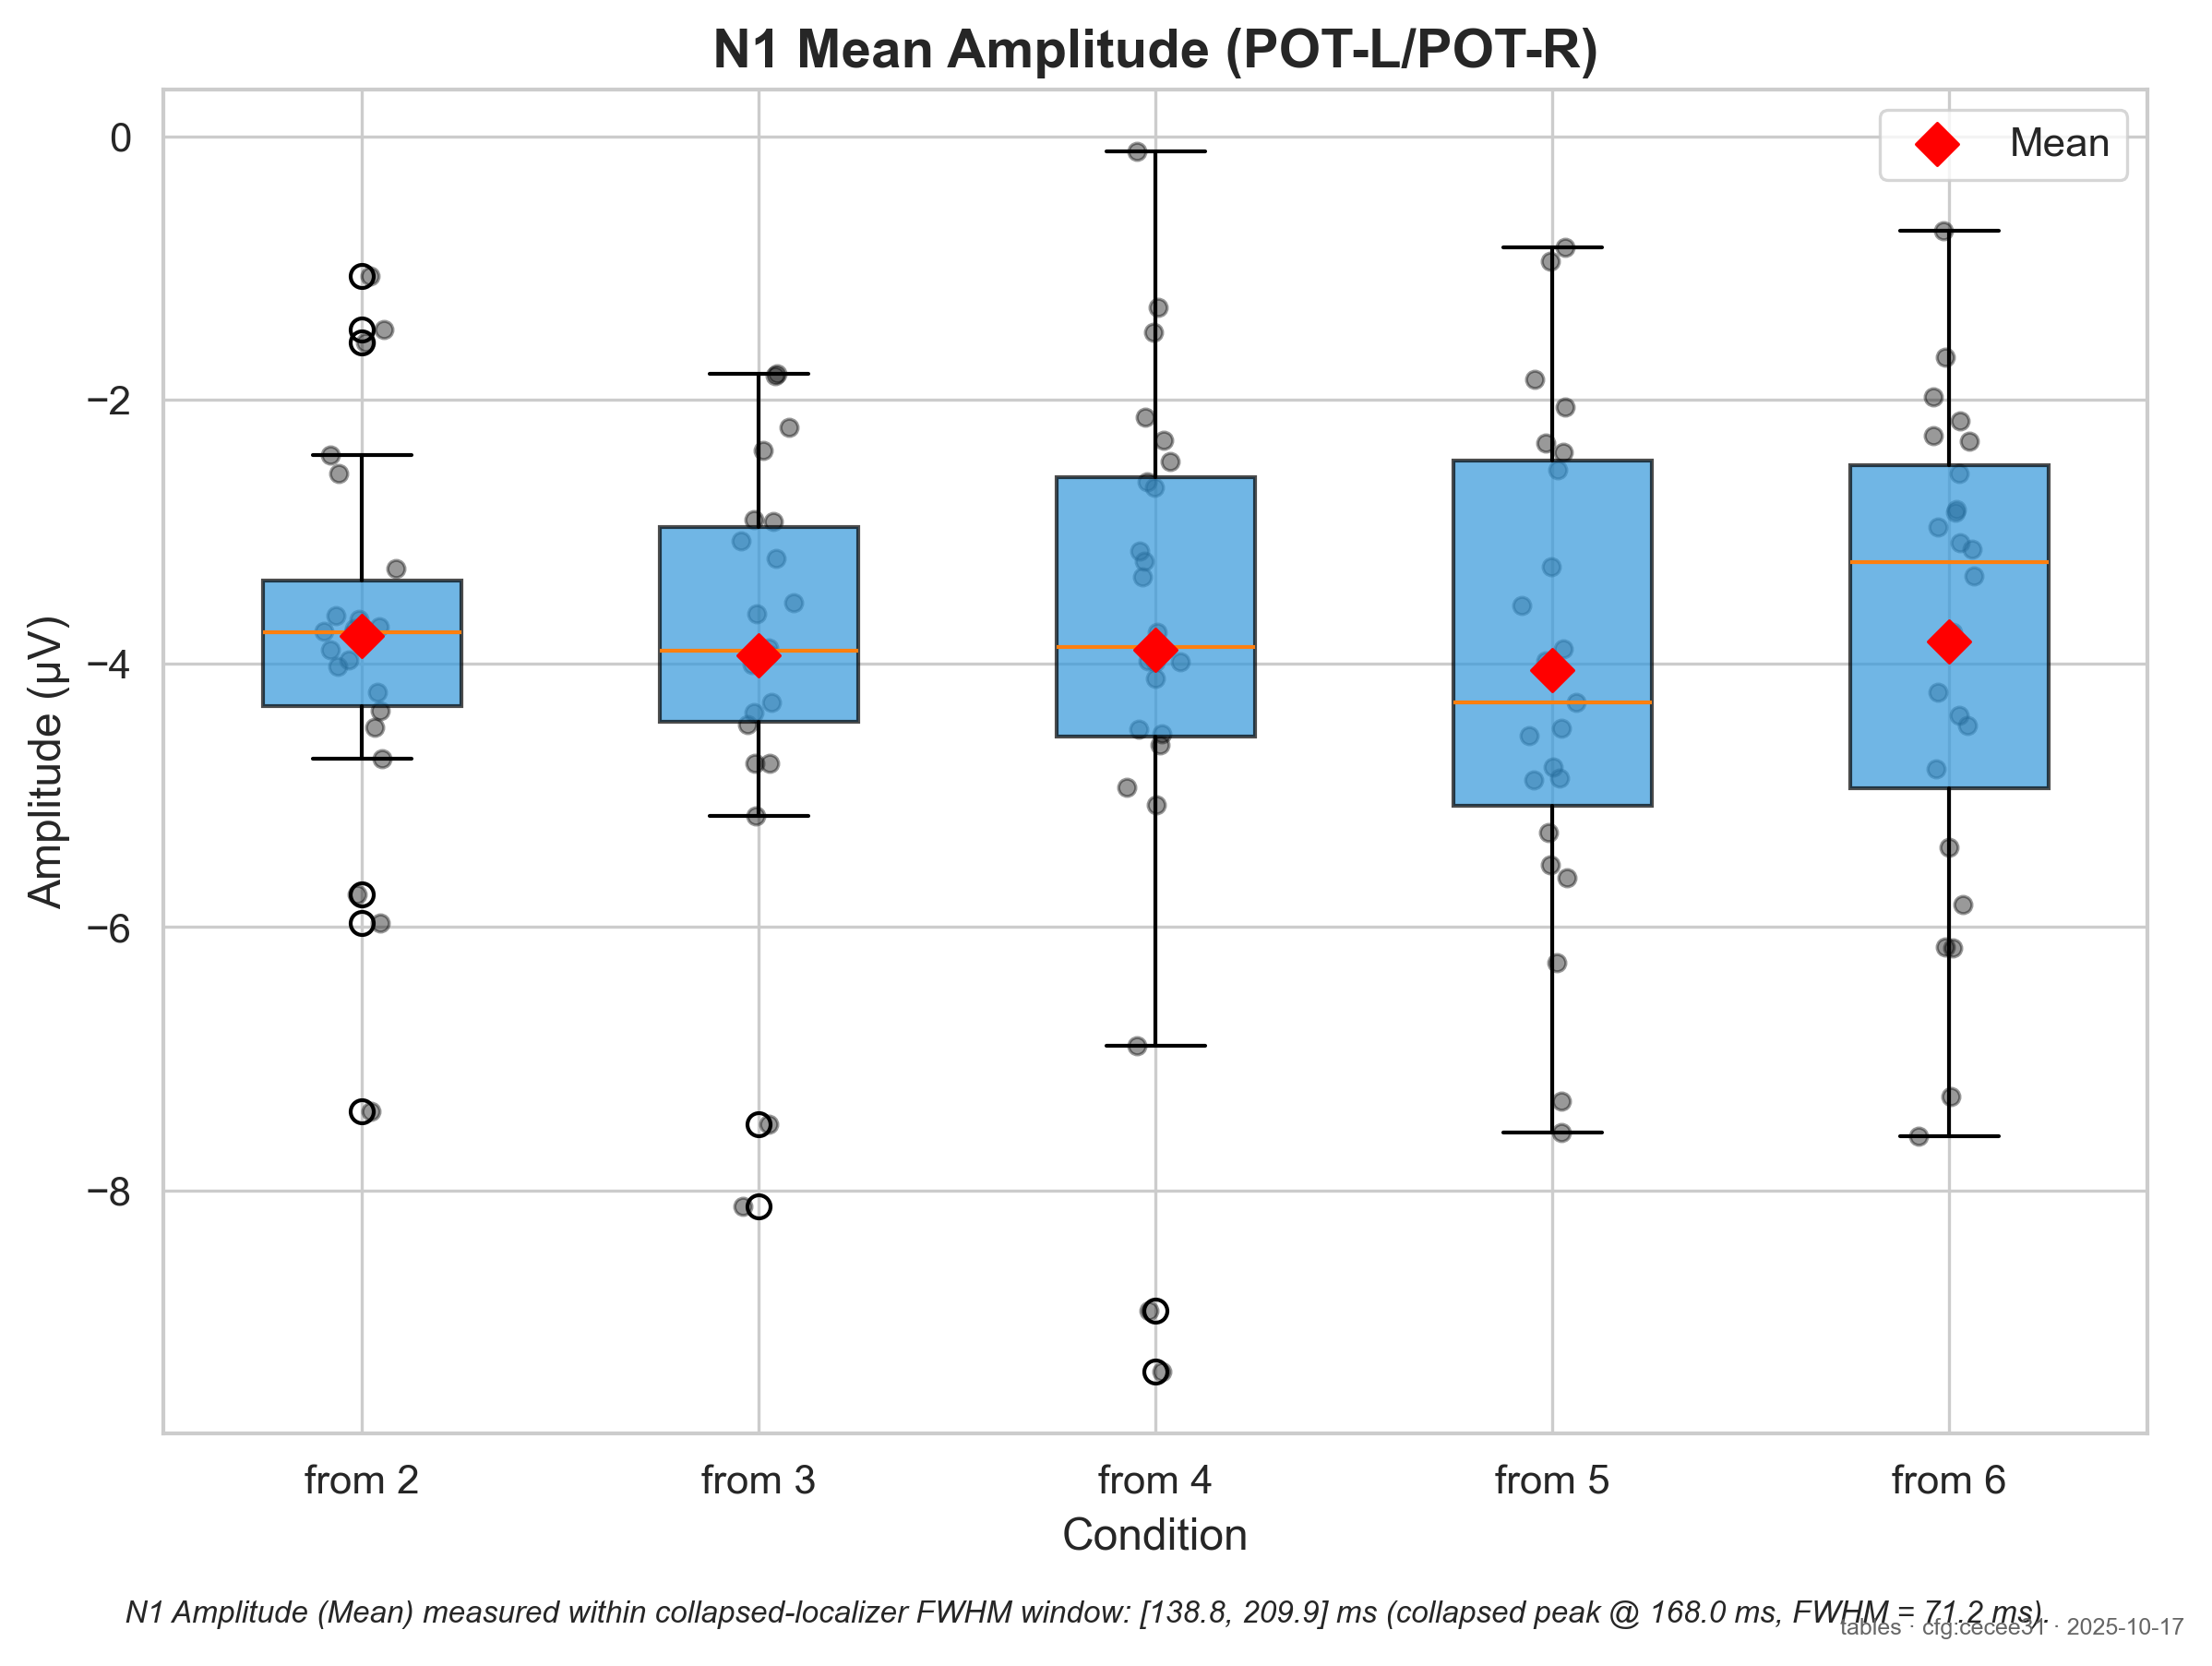 N1 Mean Amplitude (POT-L/POT-R)
Mean
0
−2
−4
−6
−8
Amplitude (µV)
from 2 from 3 from 4 from 5 from 6
Condition
N1 Amplitude (Mean) measured within collapsed-localizer FWHM window: [138.8, 209.9] ms (collapsed peak @ 168.0 ms, FWHM = 71.2 ms).
tables · cfg:cecee31 · 2025-10-17